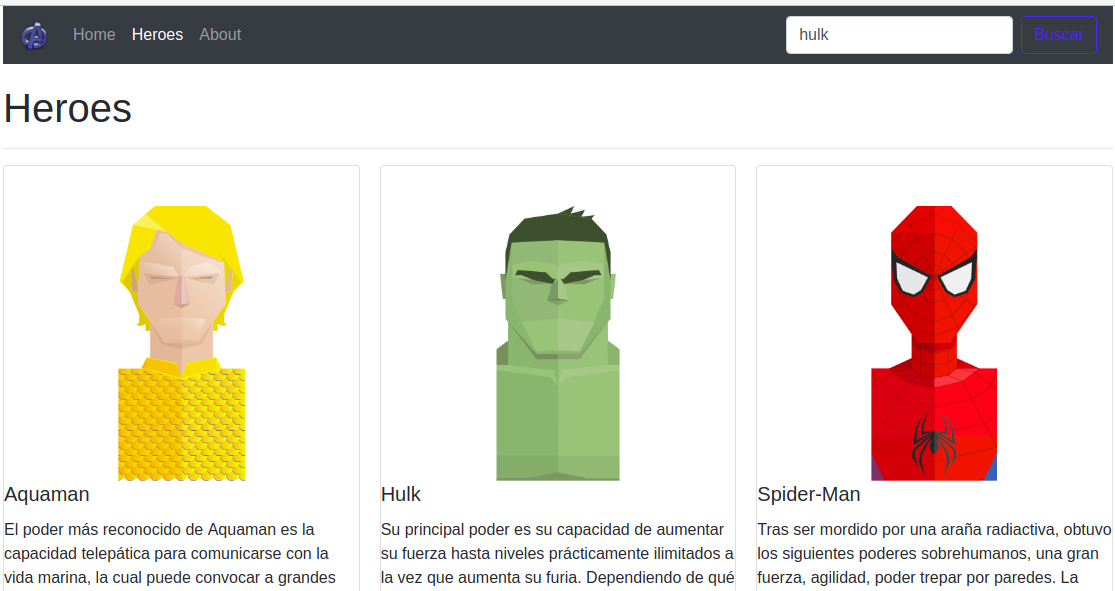 Home Heroes About hulk Buscar
Heroes
Aquaman
El poder más reconocido de Aquaman es la
capacidad telepática para comunicarse con la
vida marina, la cual puede convocar a grandes
Hulk
Su principal poder es su capacidad de aumentar
su fuerza hasta niveles prácticamente ilimitados a
la vez que aumenta su furia. Dependiendo de qué
Spider-Man
Tras ser mordido por una araña radiactiva, obtuvo
los siguientes poderes sobrehumanos, una gran
fuerza, agilidad, poder trepar por paredes. La